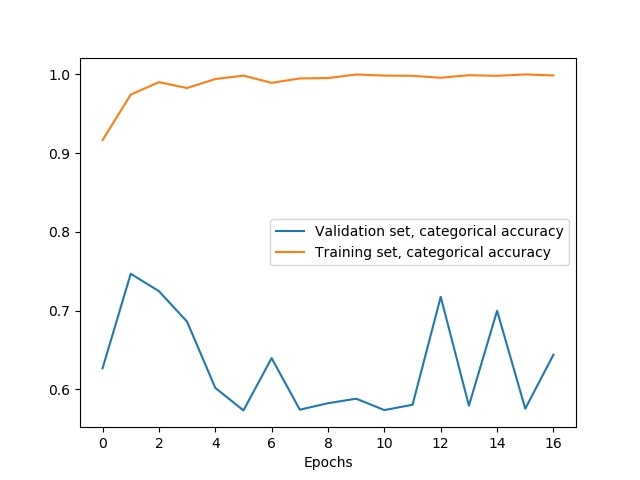 1.0
0.9
0.8
0.7
0.6
Validation set, categorical accuracy
Training set, categorical accuracy
0 2 4 6 8 10 12 14 16
Epochs